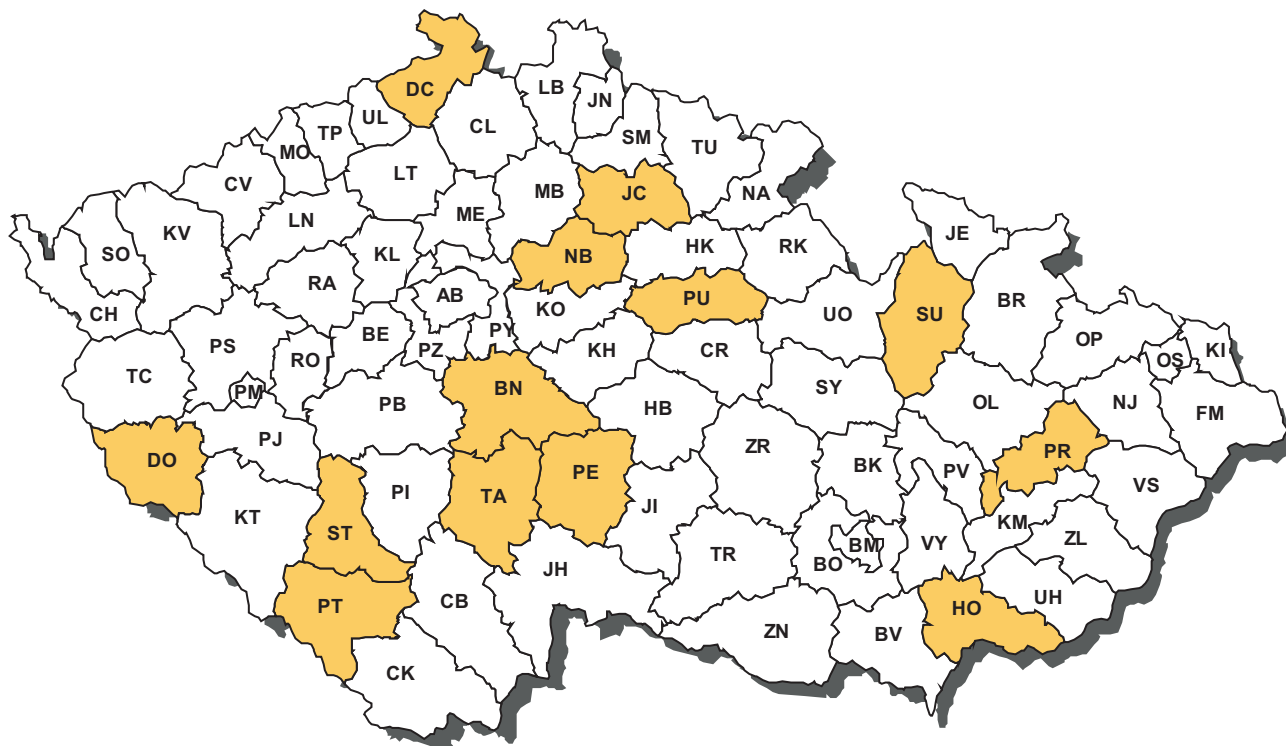 DC
LB
JN
UL
TP
CL
SM
TU
MO
CV
LT
MB
JC
NA
ME
LN
KV
SO
KL
NB
HK
RK
JE
RA
AB
PU
BR
CH
KO
UO
SU
PY
BE
OP
KI
PS
PZ
KH
CR
RO
OS
TC
PM
BN
SY
PB
HB
OL
NJ
FM
PJ
ZR
PR
DO
BK
PV
VS
TA
PE
PI
KT
JI
ST
KM
ZL
VY
BM
TR
BO
JH
UH
PT
CB
HO
ZN
BV
CK